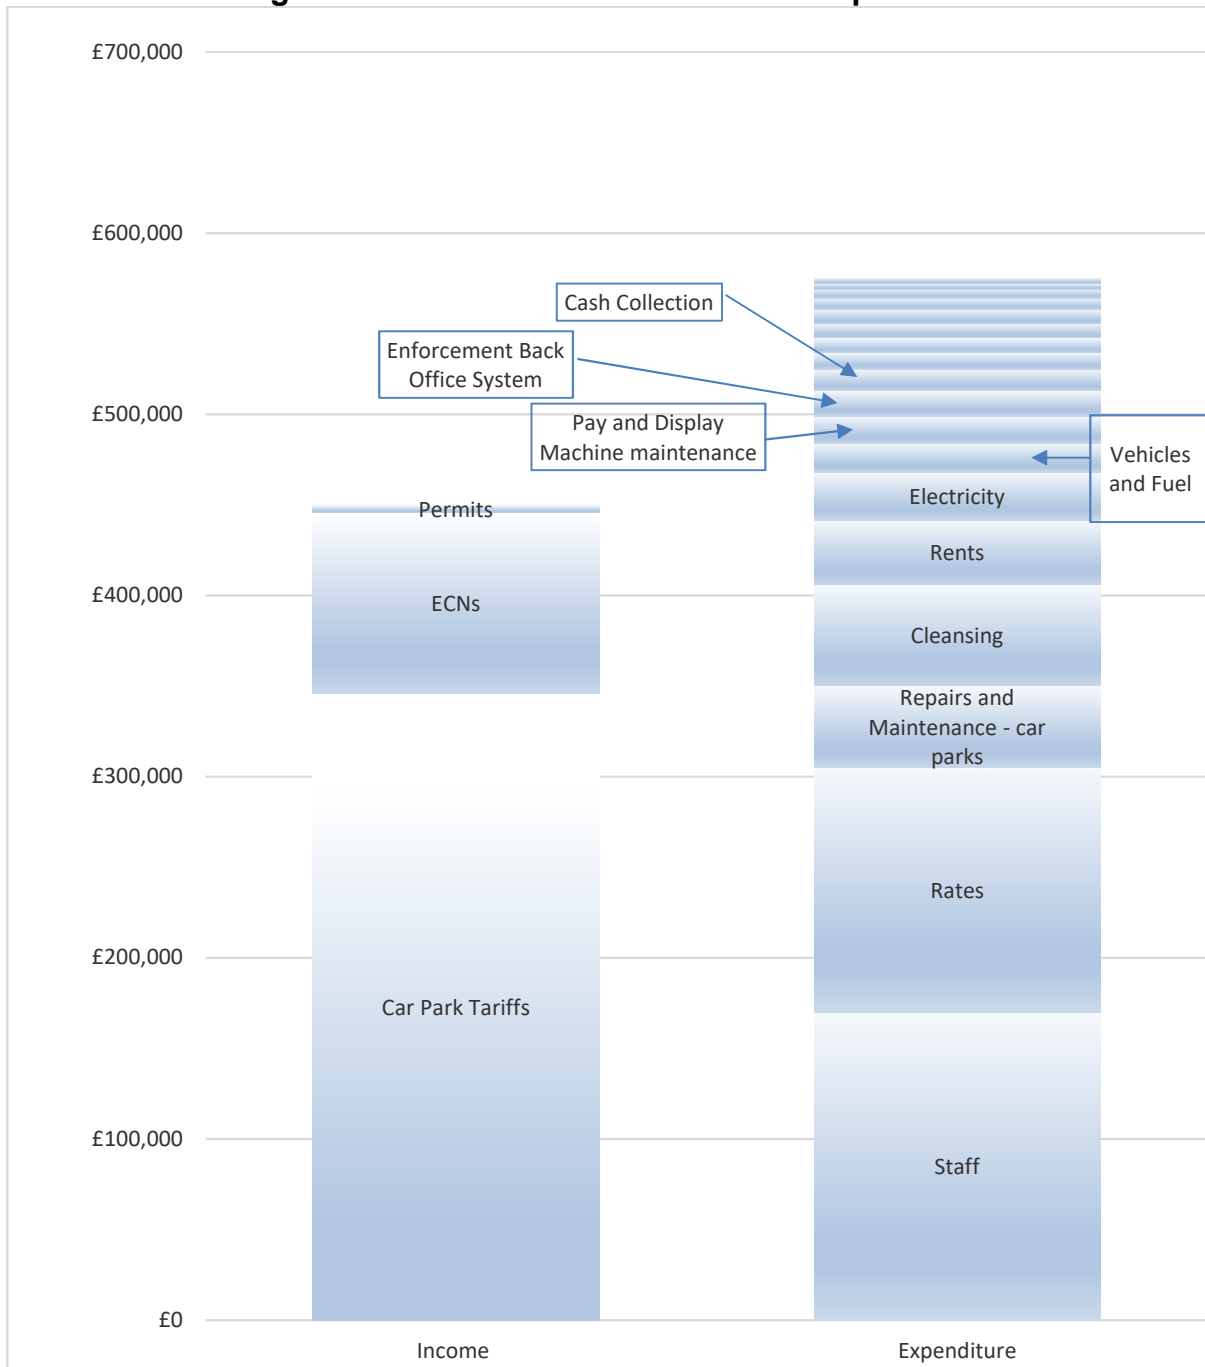 £700,000
£600,000
£500,000
£400,000
£300,000
£200,000
£100,000
£0
Cash Collection
Enforcement Back
Office System
Pay and Display
Machine maintenance
Vehicles
and Fuel
Permits
ECNs
Car Park Tariffs
Electricity
Rents
Cleansing
Repairs and
Maintenance - car
parks
Rates
Staff
Income
Expenditure